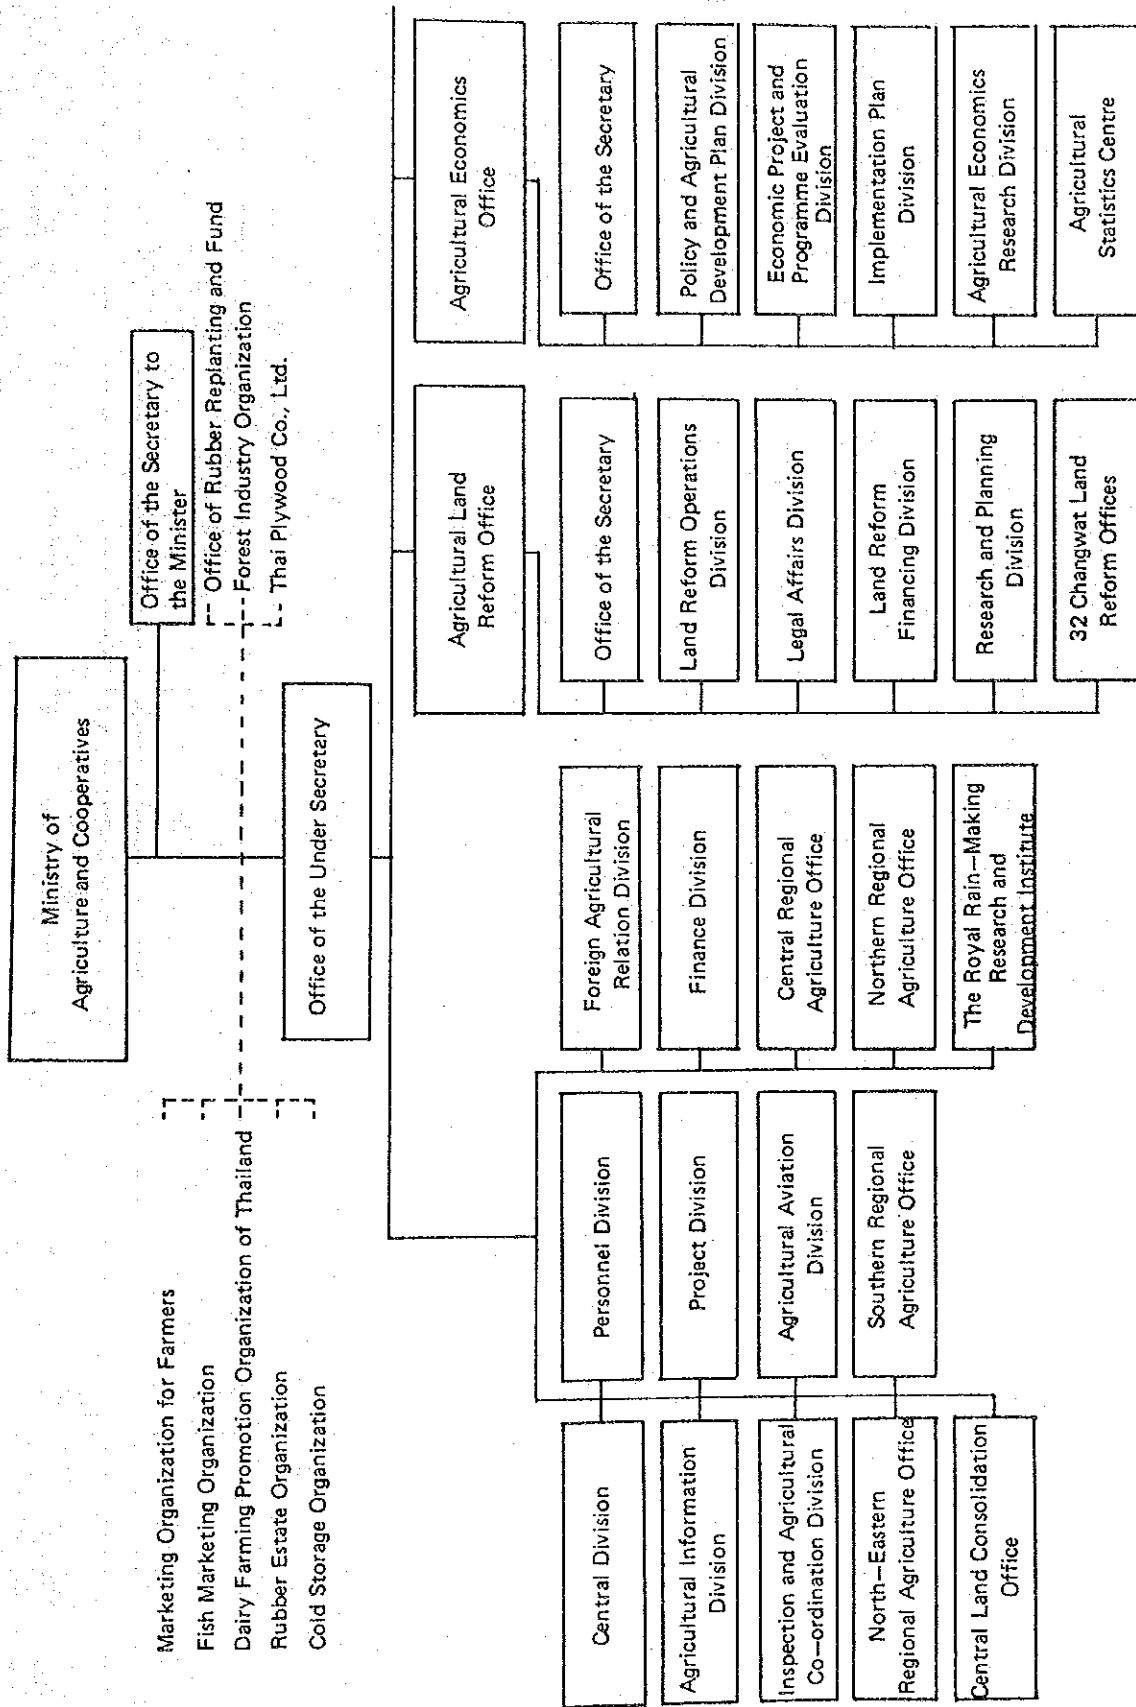 Ministry of
Agriculture and Cooperatives
Office of the Secretary to
the Minister
Office of Rubber Replanting and Fund
Forest Industry Organization
Thai Plywood Co., Ltd.
Marketing Organization for Farmers
Fish Marketing Organization
Dairy Farming Promotion Organization of Thailand
Rubber Estate Organization
Cold Storage Organization
Office of the Under Secretary
Central Division
Agricultural Information
Division
Inspection and Agricultural
Co-ordination Division
North-Eastern
Regional Agriculture Office
Central Land Consolidation
Office
Personnel Division
Project Division
Agricultural Aviation
Division
Southern Regional
Agriculture Office
Foreign Agricultural
Relation Division
Finance Division
Central Regional
Agriculture Office
Northern Regional
Agriculture Office
The Royal Rain-Making
Research and
Development Institute
Agricultural Land
Reform Office
Office of the Secretary
Land Reform Operations
Division
Legal Affairs Division
Land Reform
Financing Division
Research and Planning
Division
32 Changwat Land
Reform Offices
Agricultural Economics
Office
Office of the Secretary
Policy and Agricultural
Development Plan Division
Economic Project and
Programme Evaluation
Division
Implementation Plan
Division
Agricultural Economics
Research Division
Agricultural
Statistics Centre